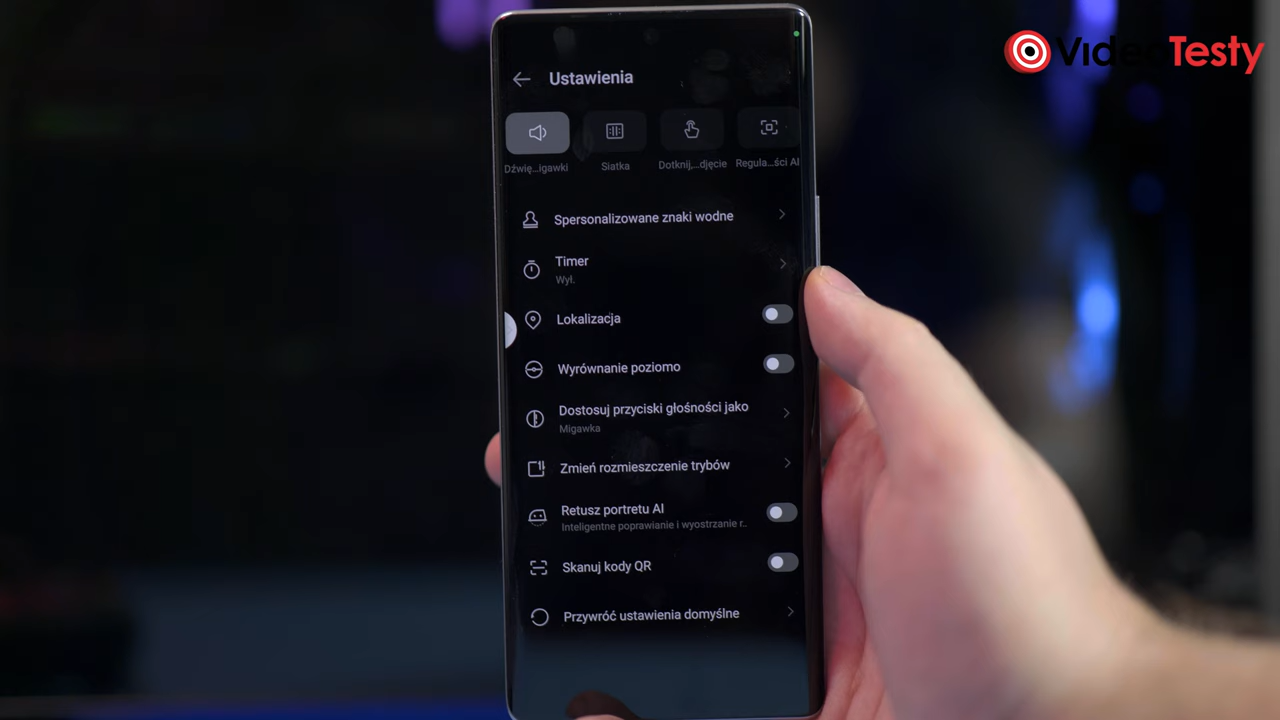 VideoTesty
Ustawienia
Dźwię...igawki
Siatka
Dotknij,...djęcie
Regula...ści AI
Spersonalizowane znaki wodne
Timer
Wył.
Lokalizacja
Wyrównanie poziomo
Dostosuj przyciski głośności jako
Migawka
Zmień rozmieszczenie trybów
Retusz portretu AI
Inteligentne poprawianie i wyostrzanie r..
Skanuj kody QR
Przywróć ustawienia domyślne